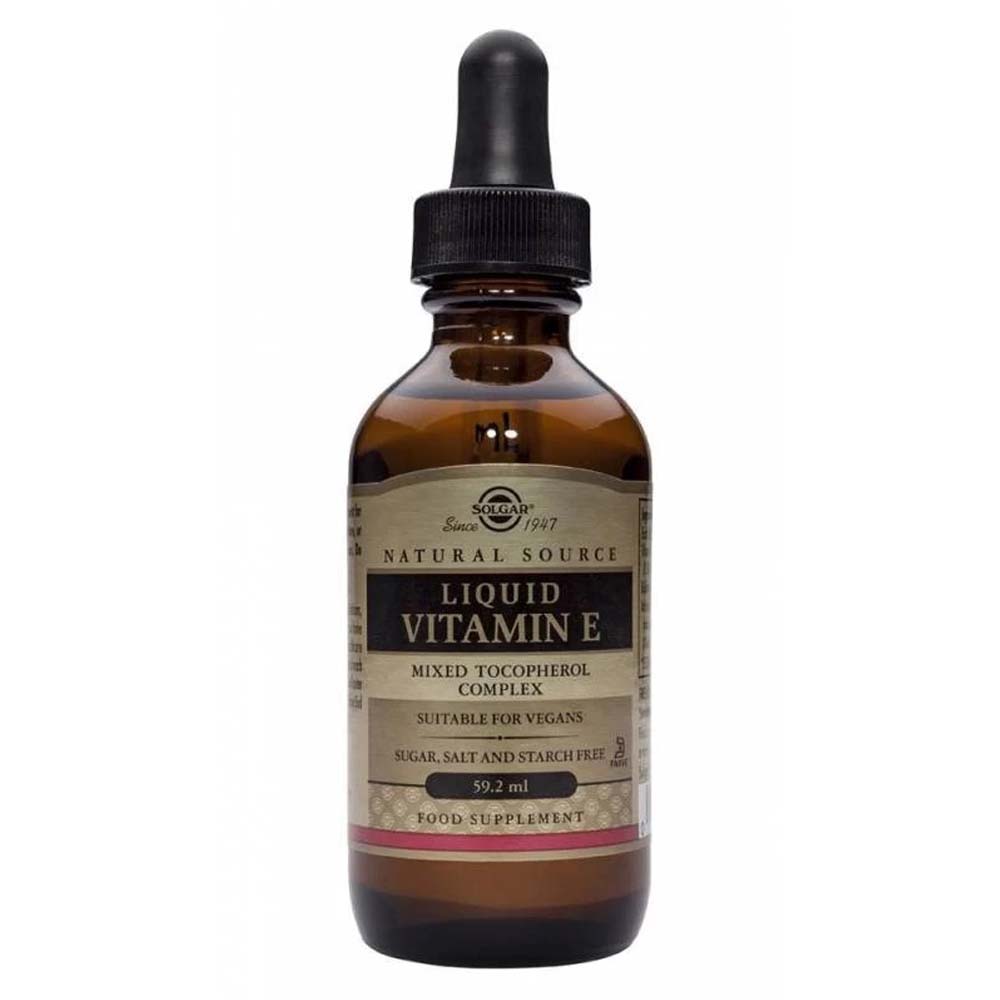 SOLGAR®
Since 1947
NATURAL SOURCE
LIQUID
VITAMIN E
MIXED TOCOPHEROL
COMPLEX
SUITABLE FOR VEGANS
SUGAR, SALT AND STARCH FREE
PARVE
59.2 ml
FOOD SUPPLEMENT